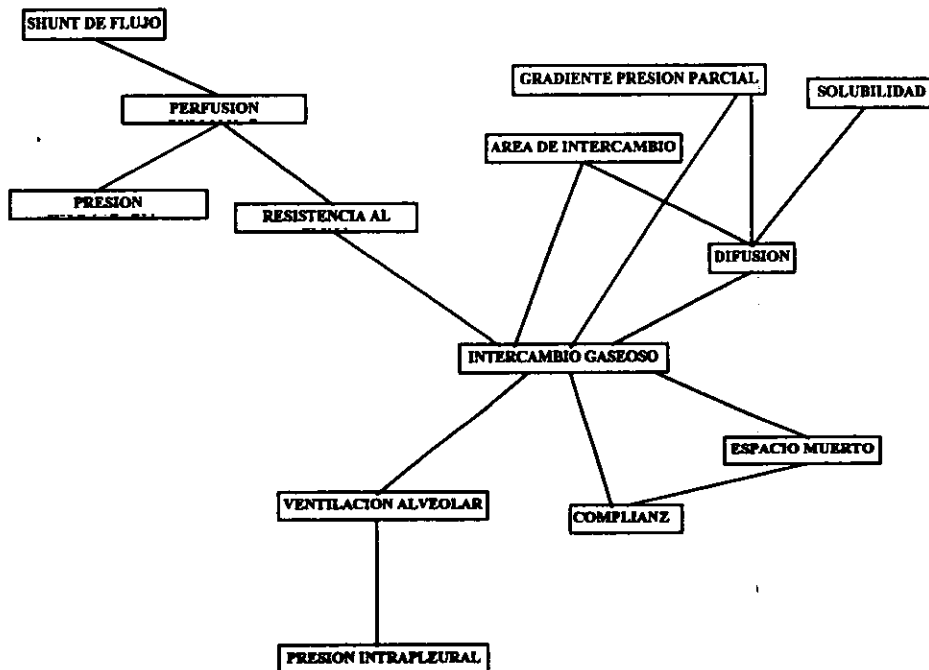 SHUNT DE FLUJO
GRADIENTE PRESION PARCIAL
SOLUBILIDAD
PERFUSION
AREA DE INTERCAMBIO
PRESION
RESISTENCIA AL
DIFUSION
INTERCAMBIO GASEOSO
ESPACIO MUERTO
VENTILACION ALVEOLAR
COMPLIANZ
PRESION INTRAPLEURAL